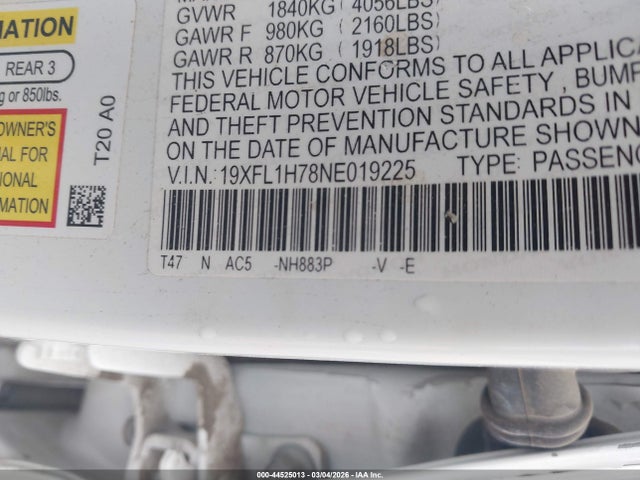 MATION
REAR 3
g or 850lbs.
OWNER'S
AL FOR
IONAL
RMATION
T20 A0
GVWR 1840KG (4056LBS)
GAWR F 980KG (2160LBS)
GAWR R 870KG (1918LBS)
THIS VEHICLE CONFORMS TO ALL APPLICA
FEDERAL MOTOR VEHICLE SAFETY , BUMP
AND THEFT PREVENTION STANDARDS IN
ON THE DATE OF MANUFACTURE SHOWN
V.I.N.: 19XFL1H78NE019225 TYPE: PASSENG
T47 N AC5 -NH883P -V -E
000-44525013 - 03/04/2026 - IAA Inc.